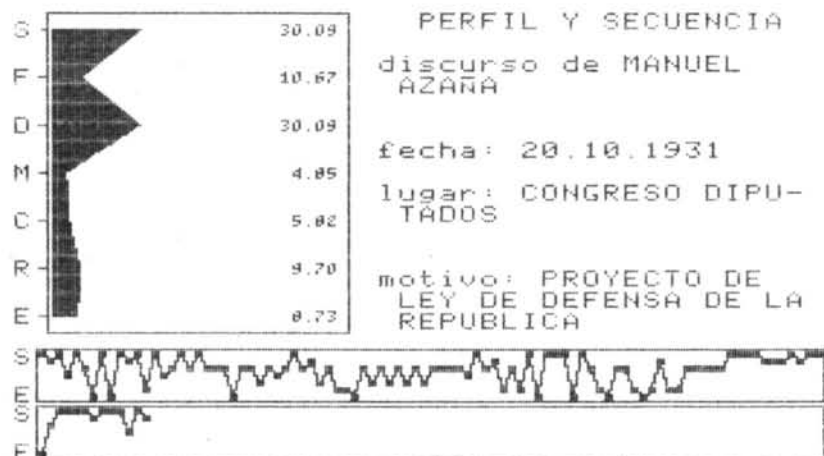 PERFIL Y SECUENCIA
discurso de MANUEL
AZAÑA
fecha: 20.10.1931
lugar: CONGRESO DIPU-
TADOS
motivo: PROYECTO DE
LEY DE DEFENSA DE LA
REPUBLICA
S 30.09
F 10.67
D 30.09
M 4.85
C 5.82
R 9.70
E 8.73
S
E
S
E